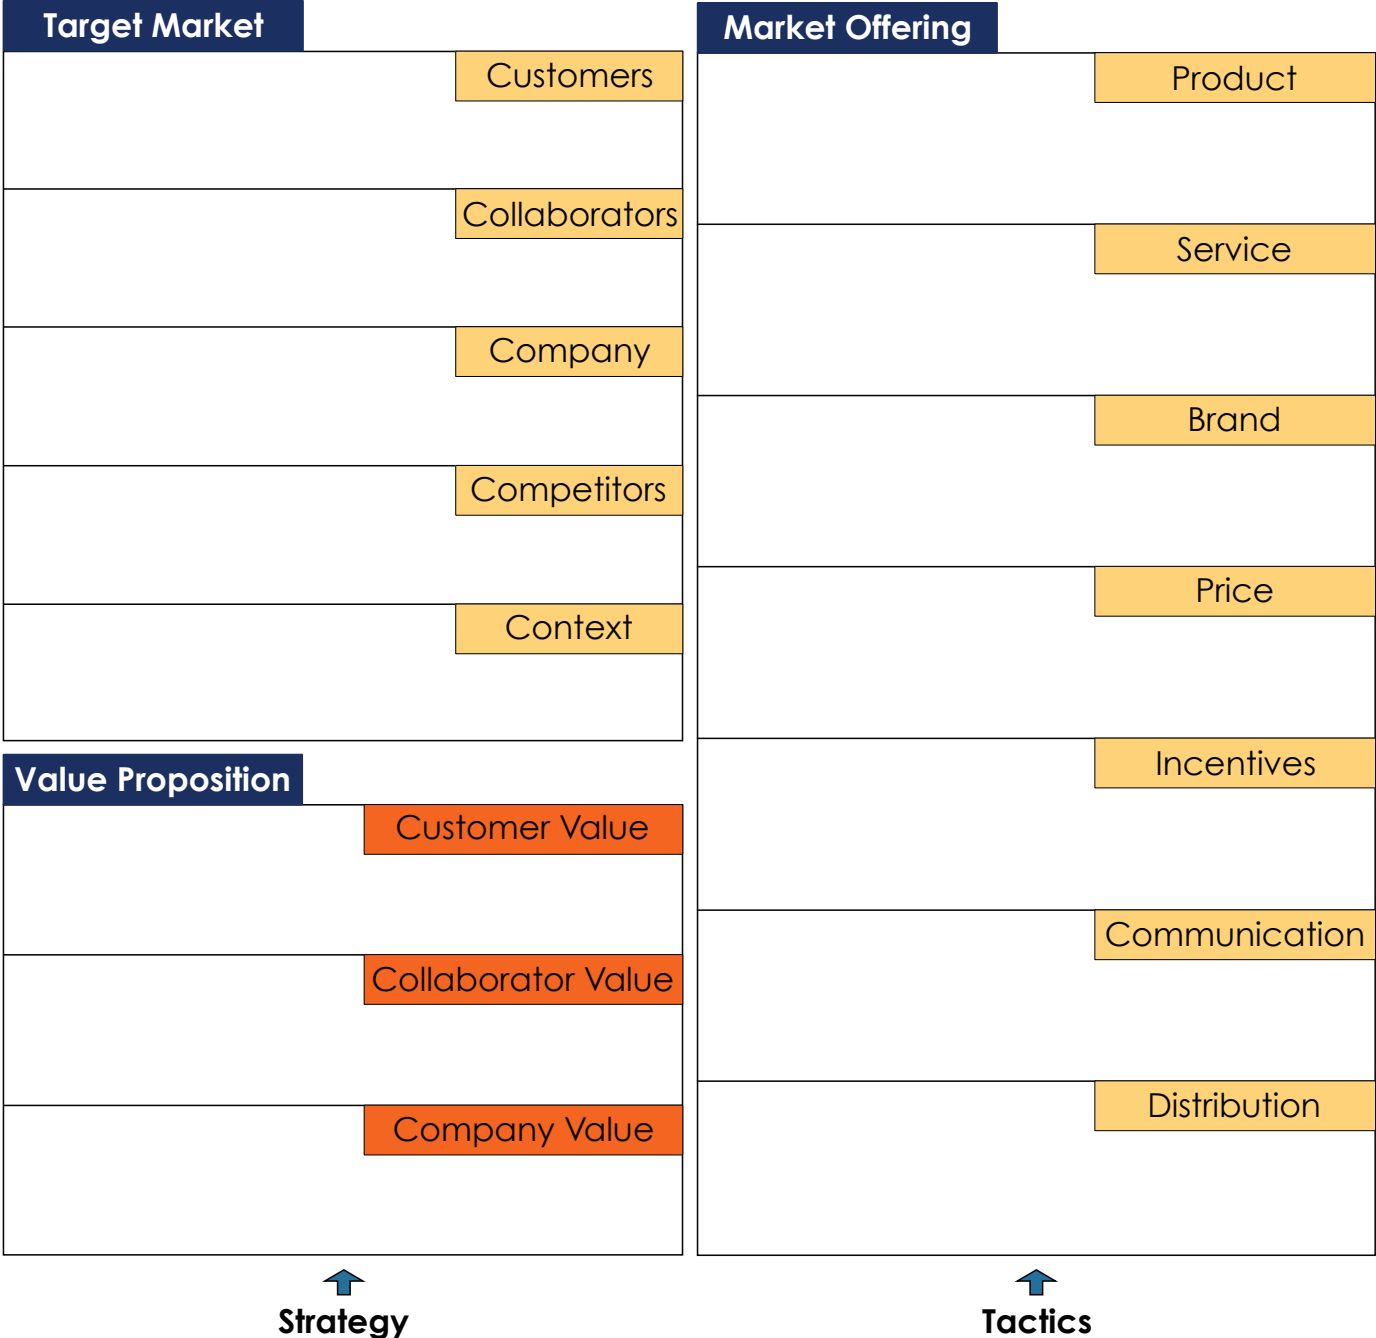 Target Market
Customers
Collaborators
Company
Competitors
Context
Value Proposition
Customer Value
Collaborator Value
Company Value
Strategy
Market Offering
Product
Service
Brand
Price
Incentives
Communication
Distribution
Tactics